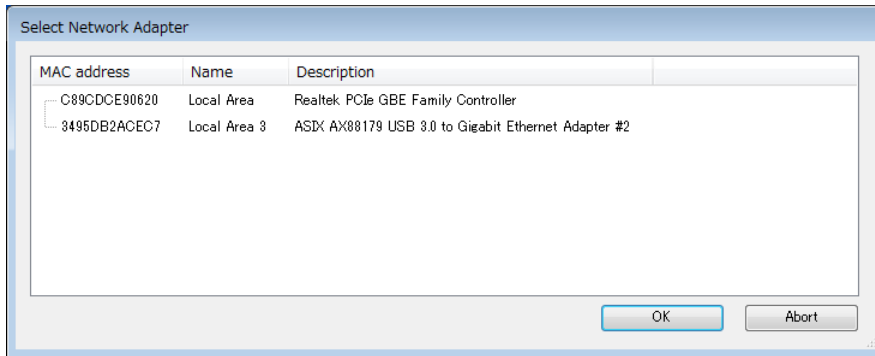 Select Network Adapter
MAC address Name Description
C89CDCE90620 Local Area Realtek PCIe GBE Family Controller
3495DB2ACEC7 Local Area 3 ASIX AX88179 USB 3.0 to Gigabit Ethernet Adapter #2
OK Abort